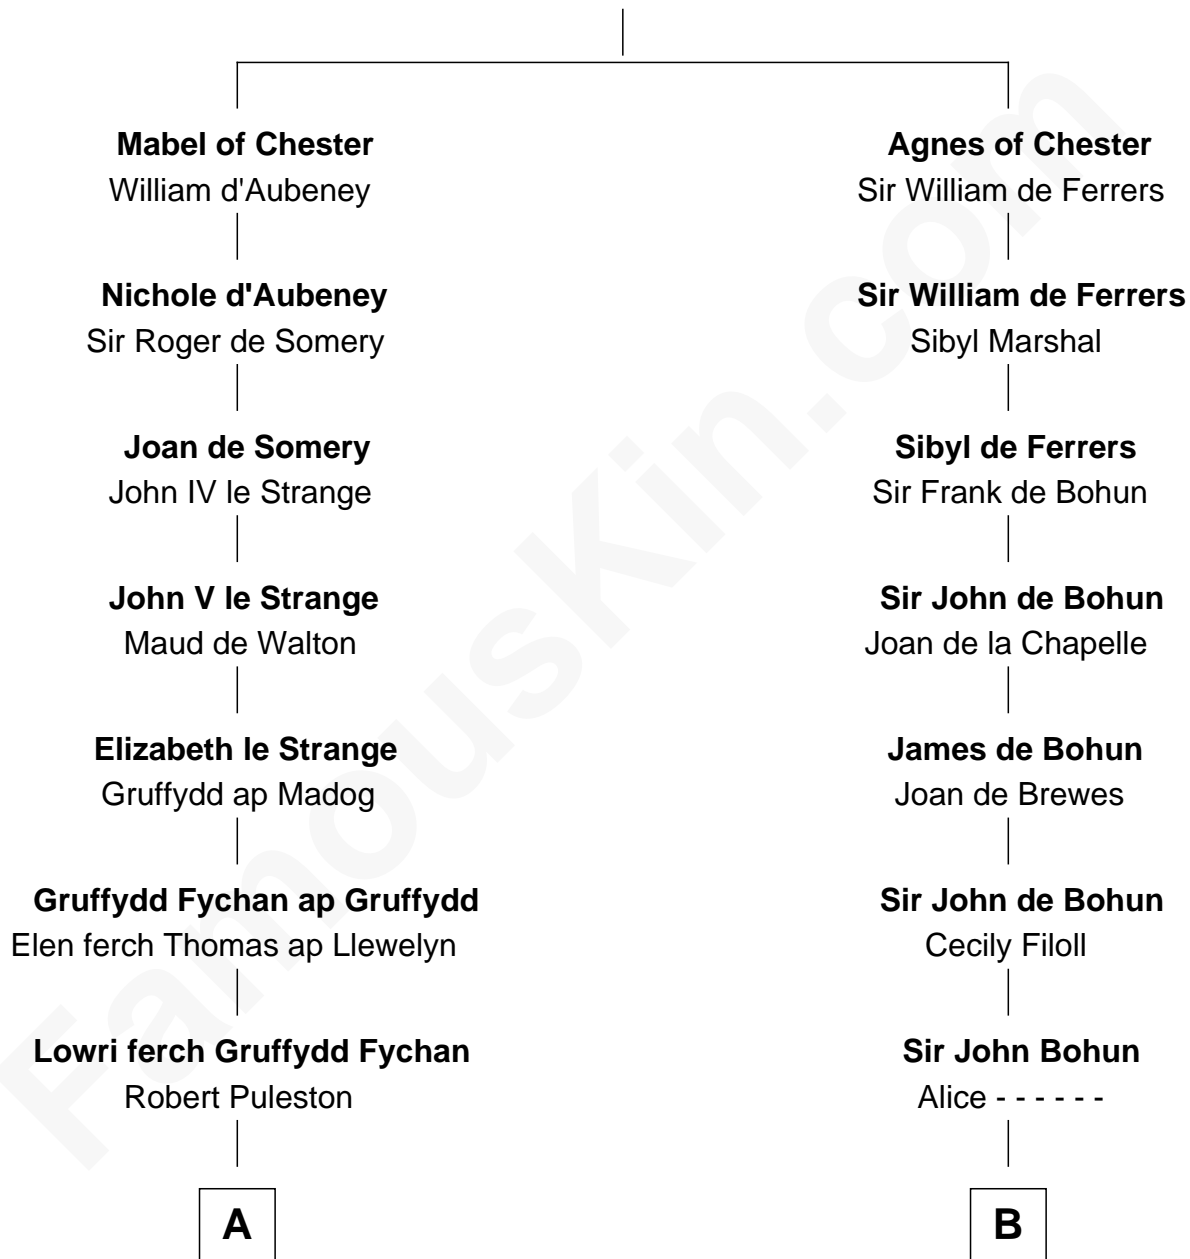 Mabel of Chester
William d'Aubeney
Agnes of Chester
Sir William de Ferrers
Nichole d'Aubeney
Sir Roger de Somery
Sir William de Ferrers
Sibyl Marshal
Joan de Somery
John IV le Strange
Sibyl de Ferrers
Sir Frank de Bohun
John V le Strange
Maud de Walton
Sir John de Bohun
Joan de la Chapelle
Elizabeth le Strange
Gruffydd ap Madog
James de Bohun
Joan de Brewes
Gruffydd Fychan ap Gruffydd
Elen ferch Thomas ap Llewelyn
Sir John de Bohun
Cecily Filoll
Lowri ferch Gruffydd Fychan
Robert Puleston
Sir John Bohun
Alice - - - - - -
A
B
FamousKin.com